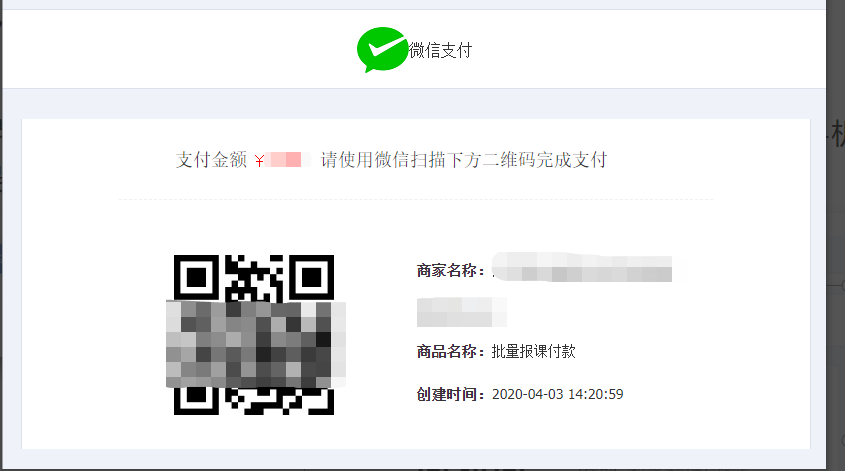 微信支付
支付金额 ¥ 请使用微信扫描下方二维码完成支付
商家名称：
商品名称：批量报课付款
创建时间：2020-04-03 14:20:59